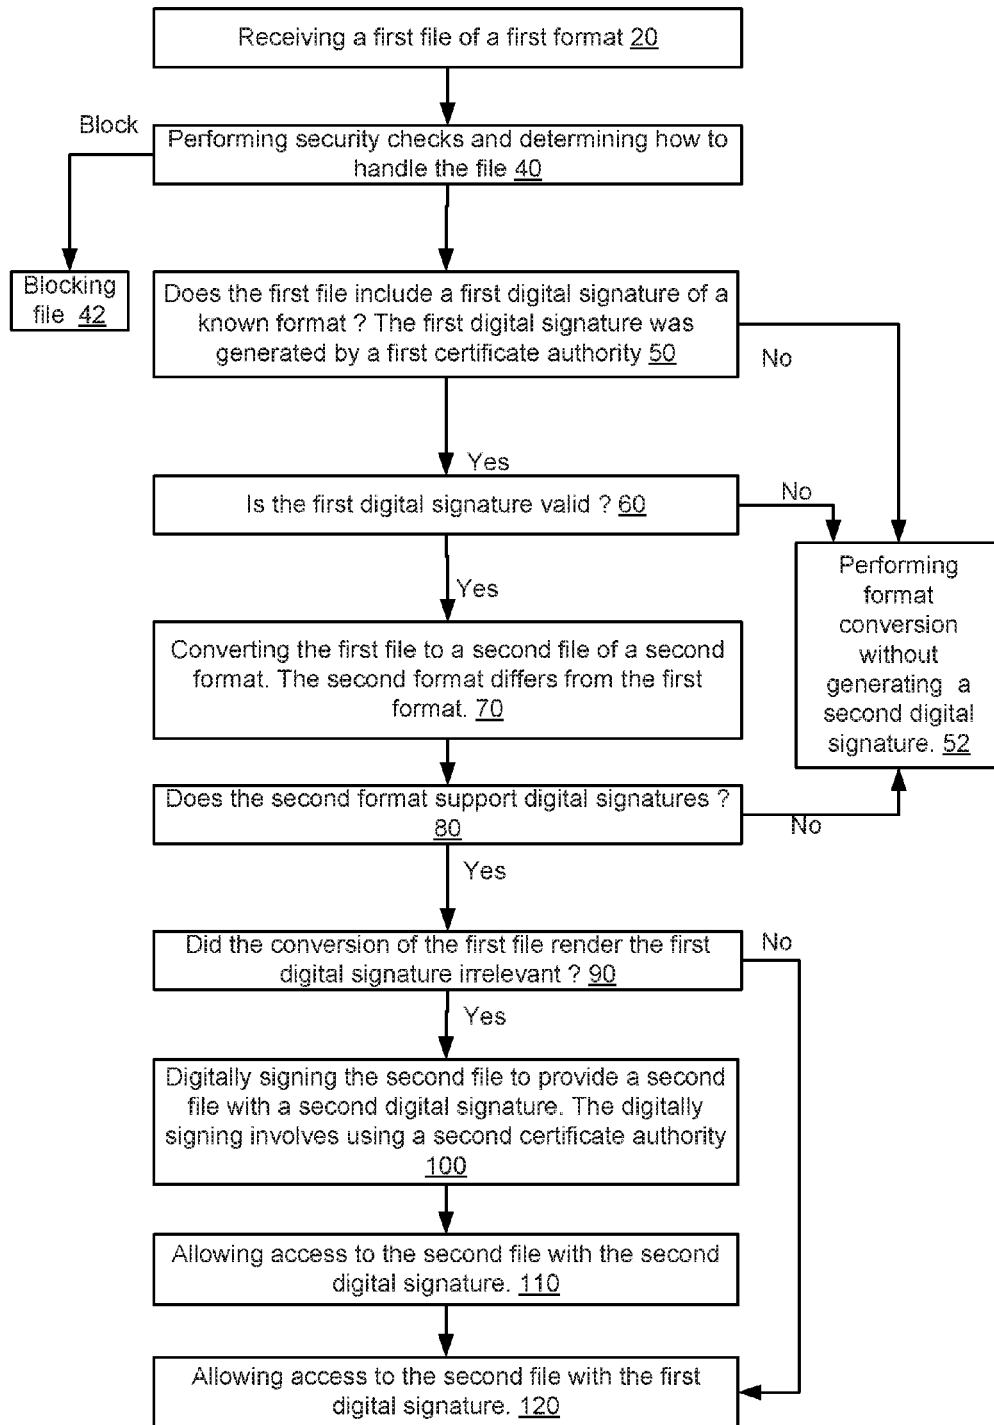 Receiving a first file of a first format 20
Block
Performing security checks and determining how to
handle the file 40
Blocking
file 42
Does the first file include a first digital signature of a
known format ? The first digital signature was
generated by a first certificate authority 50
No
Yes
Is the first digital signature valid ? 60
No
Performing
format
conversion
without
generating a
second digital
signature. 52
Yes
Converting the first file to a second file of a second
format. The second format differs from the first
format. 70
Does the second format support digital signatures ?
80
No
Yes
Did the conversion of the first file render the first
digital signature irrelevant ? 90
No
Yes
Digitally signing the second file to provide a second
file with a second digital signature. The digitally
signing involves using a second certificate authority
100
Allowing access to the second file with the second
digital signature. 110
Allowing access to the second file with the first
digital signature. 120